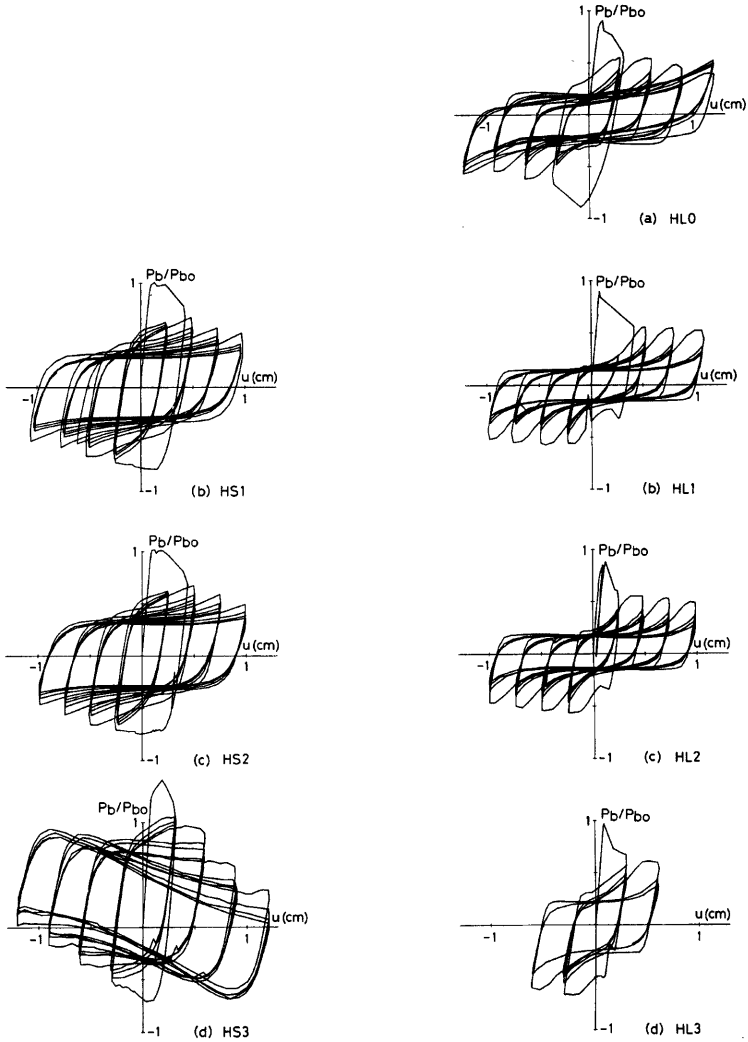 1 Pb/Pbo
u(cm)
-1 1
-1 (a) HL0
1 Pb/Pbo
u(cm)
-1 1
-1 (b) HS1
1 Pb/Pbo
u(cm)
-1 1
-1 (b) HL1
1 Pb/Pbo
u(cm)
-1 1
-1 (c) HS2
1 Pb/Pbo
u(cm)
-1 1
-1 (c) HL2
Pb/Pbo
1
u(cm)
-1 1
-1 (d) HS3
1 Pb/Pbo
u(cm)
-1 1
-1 (d) HL3